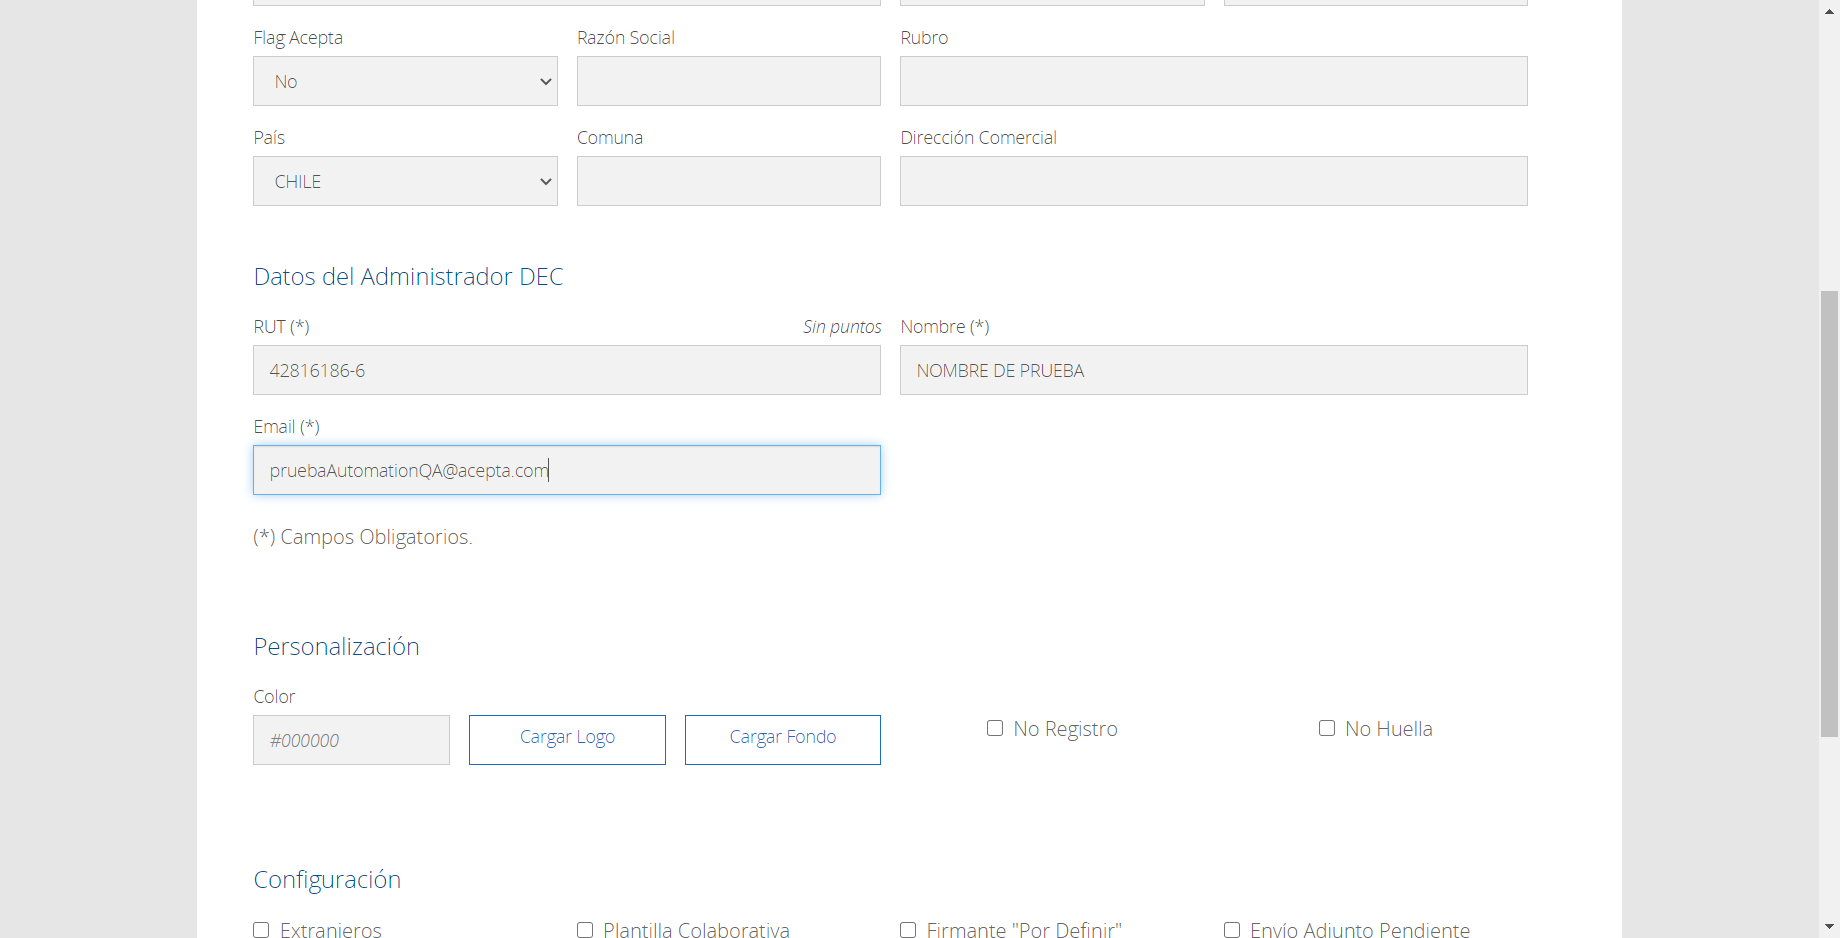 Flag Acepta
Razón Social
Rubro
No
País
Comuna
Dirección Comercial
CHILE
Datos del Administrador DEC
RUT (*)
Sin puntos
Nombre (*)
42816186-6
NOMBRE DE PRUEBA
Email (*)
pruebaAutomationQA@acepta.com
(*) Campos Obligatorios.
Personalización
Color
#000000
Cargar Logo
Cargar Fondo
No Registro
No Huella
Configuración
Extranjeros
Plantilla Colaborativa
Firmante "Por Definir"
Envío Adjunto Pendiente